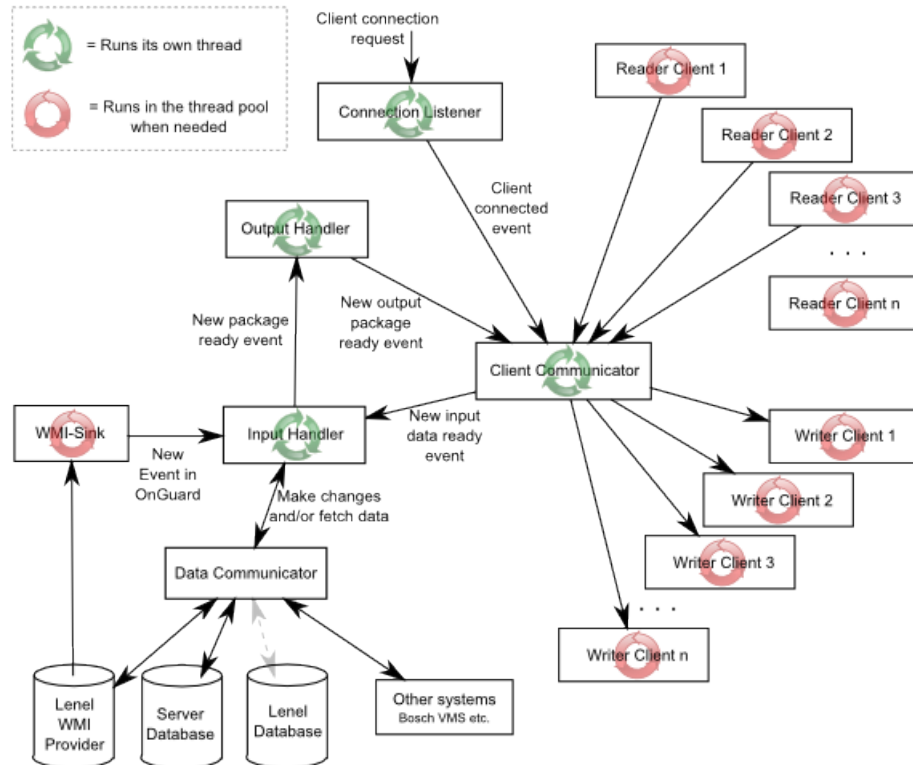 Client connection
request
= Runs its own thread
= Runs in the thread pool
when needed
Connection Listener
Reader Client 1
Reader Client 2
Reader Client 3
. . .
Reader Client n
Client
connected
event
Output Handler
New package
ready event
New output
package
ready event
Client Communicator
WMI-Sink
New
Event in
OnGuard
Input Handler
New input
data ready
event
Writer Client 1
Writer Client 2
Writer Client 3
. . .
Writer Client n
Make changes
and/or fetch data
Data Communicator
Lenel
WMI
Provider
Server
Database
Lenel
Database
Other systems
Bosch VMS etc.